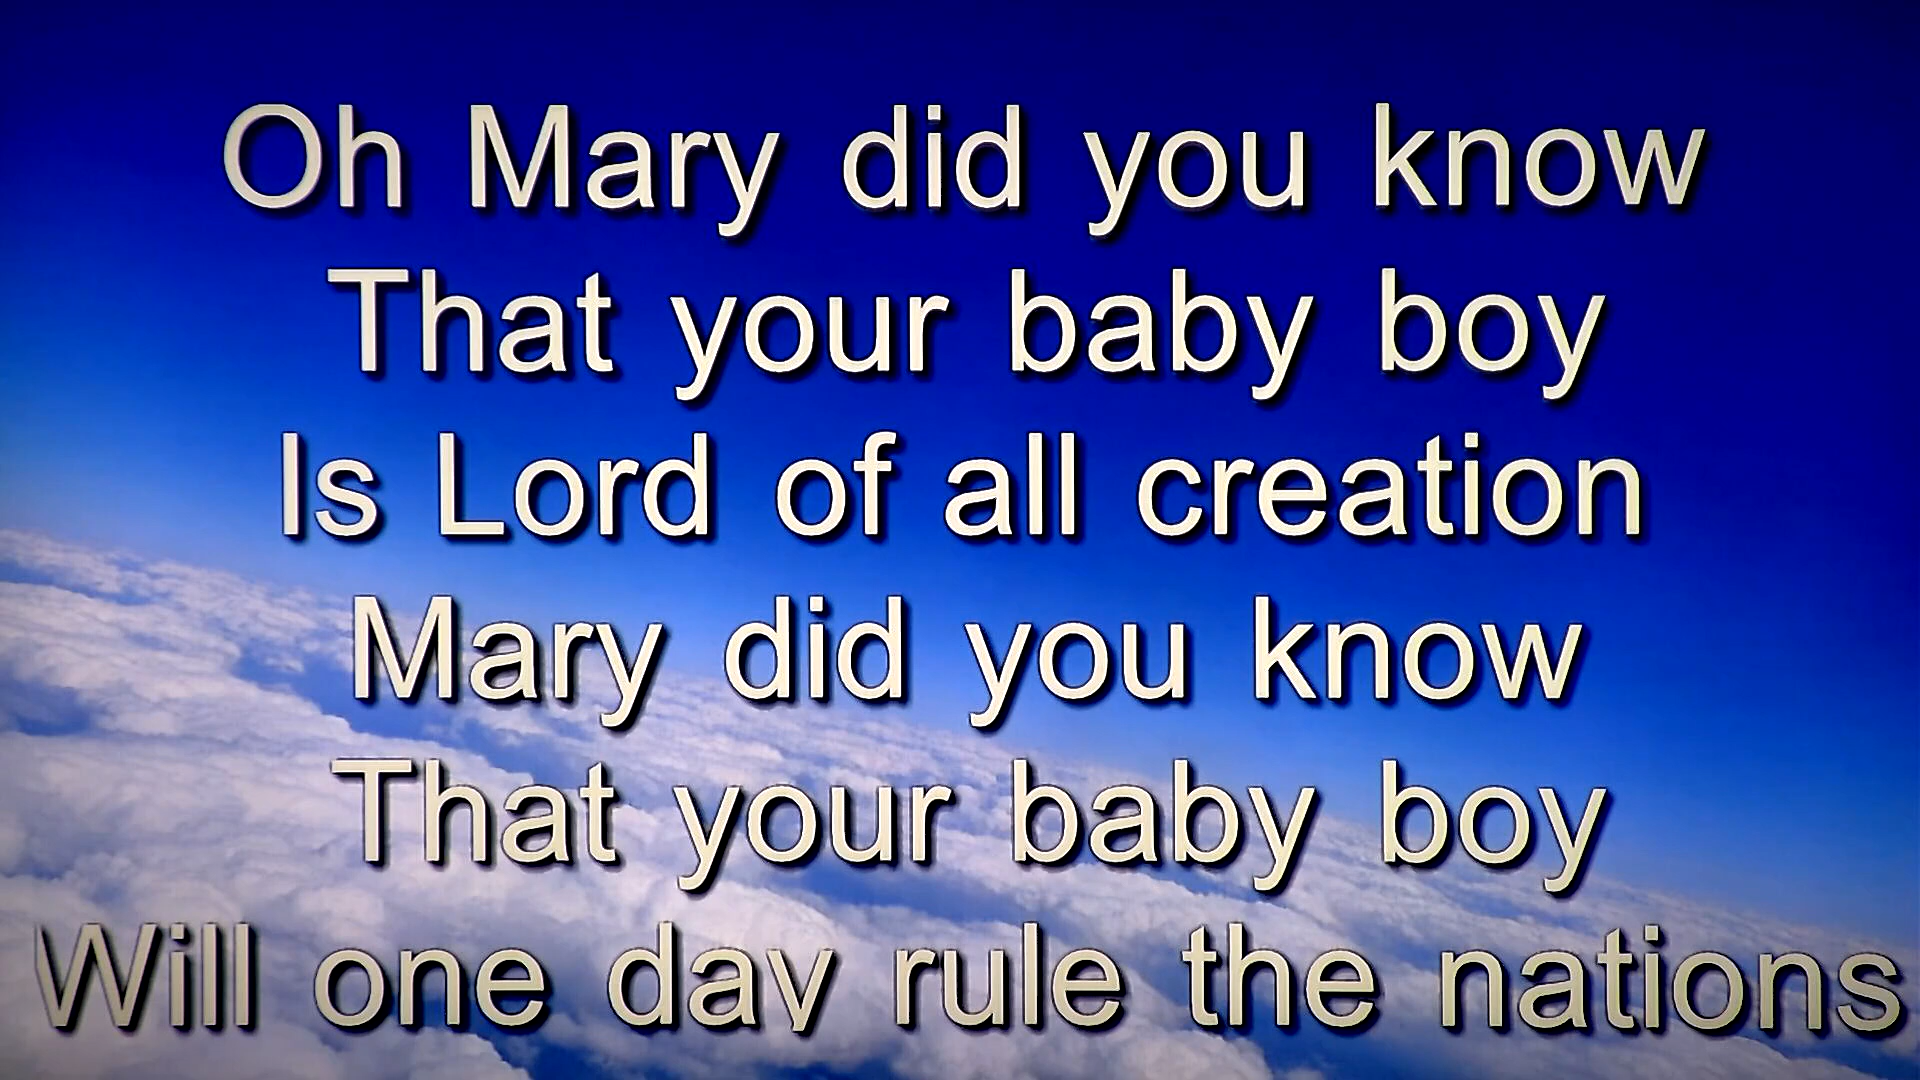 Oh Mary did you know
That your baby boy
Is Lord of all creation
Mary did you know
That your baby boy
Will one day rule the nations